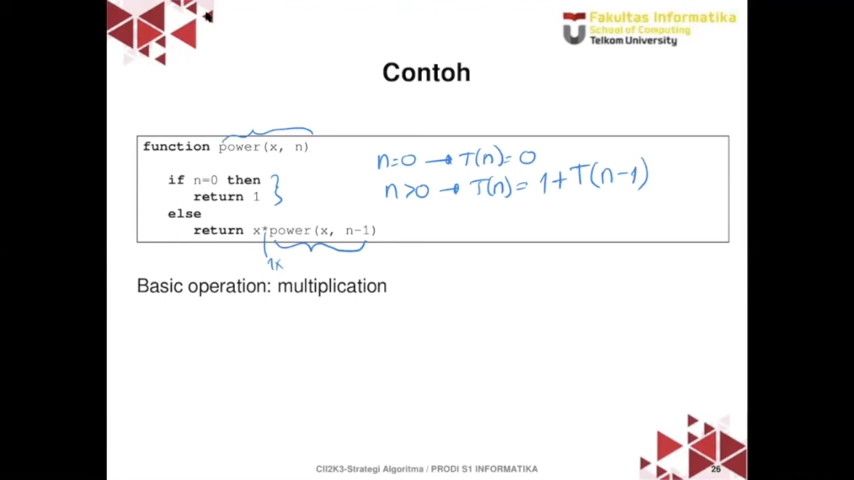 Fakultas Informatika
School of Computing
Telkom University
Contoh
function power(x, n)
if n=0 then
return 1
else
return x*power(x, n-1)
n=0 → T(n)= 0
n>0 → T(n)= 1+T(n-1)
1x
Basic operation: multiplication
CII2K3-Strategi Algoritma / PRODI S1 INFORMATIKA
26